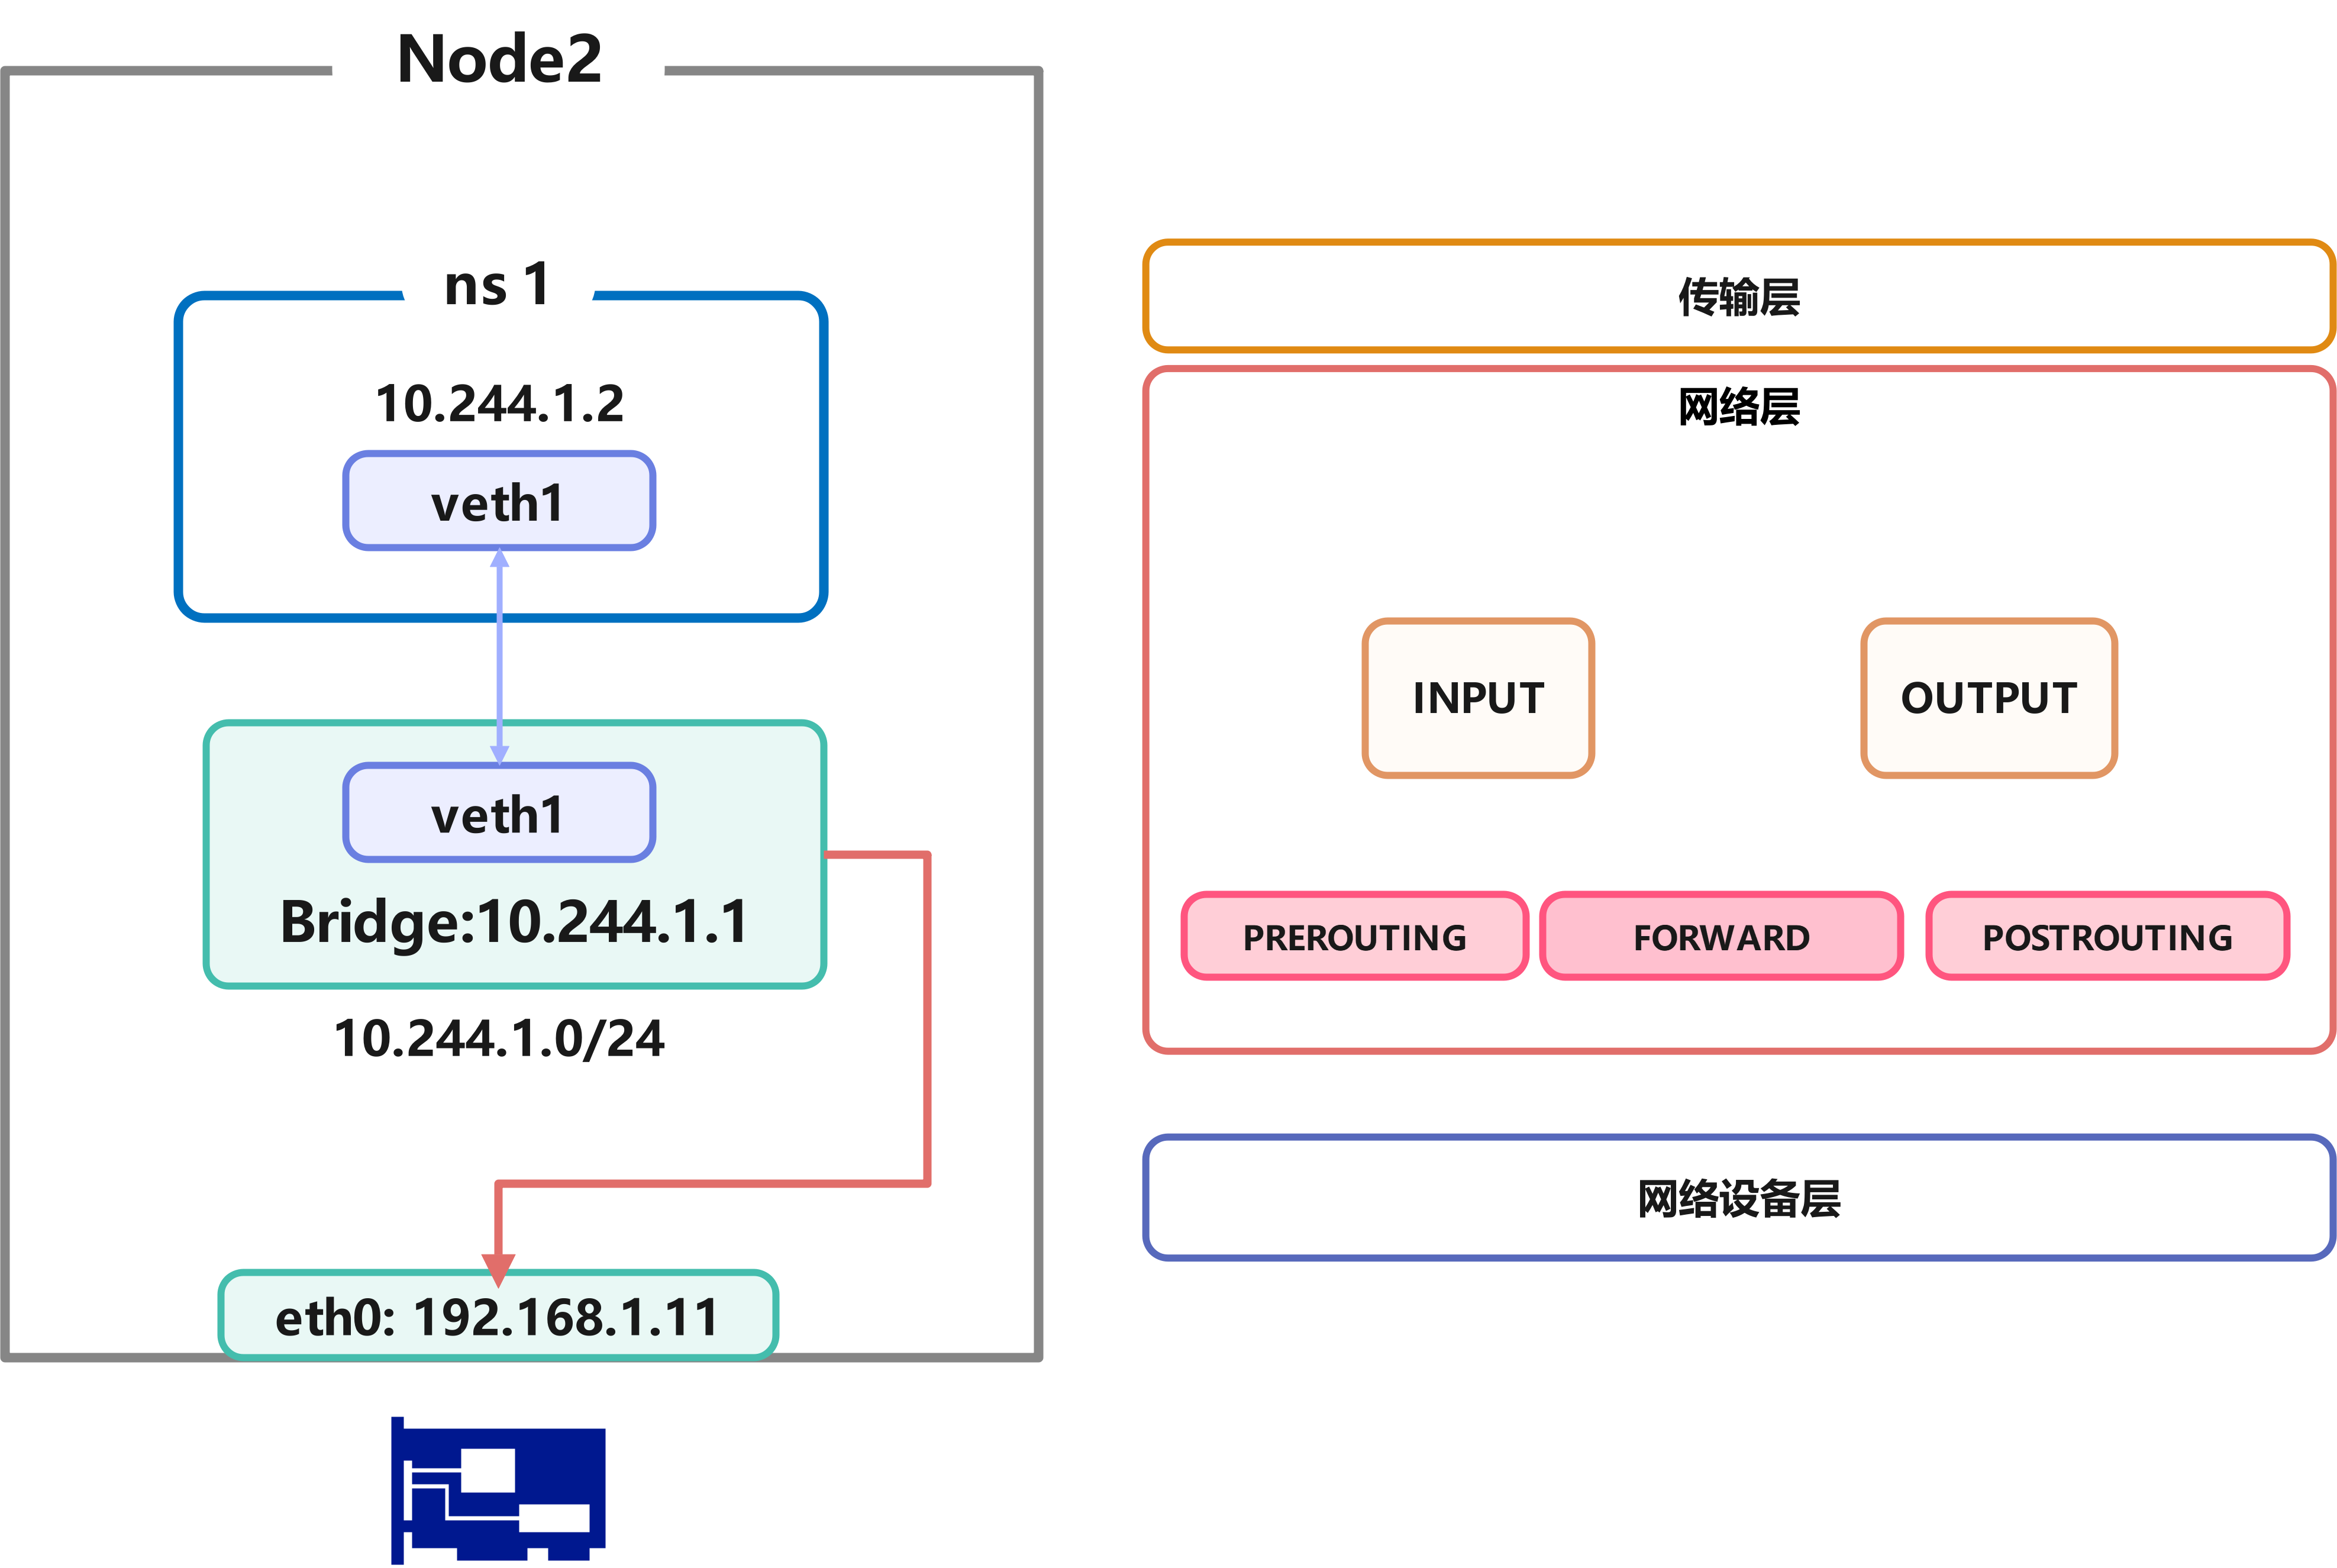 Node2
ns 1
10.244.1.2
veth1
veth1
Bridge:10.244.1.1
10.244.1.0/24
eth0: 192.168.1.11
传输层
网络层
INPUT
OUTPUT
PREROUTING
FORWARD
POSTROUTING
网络设备层